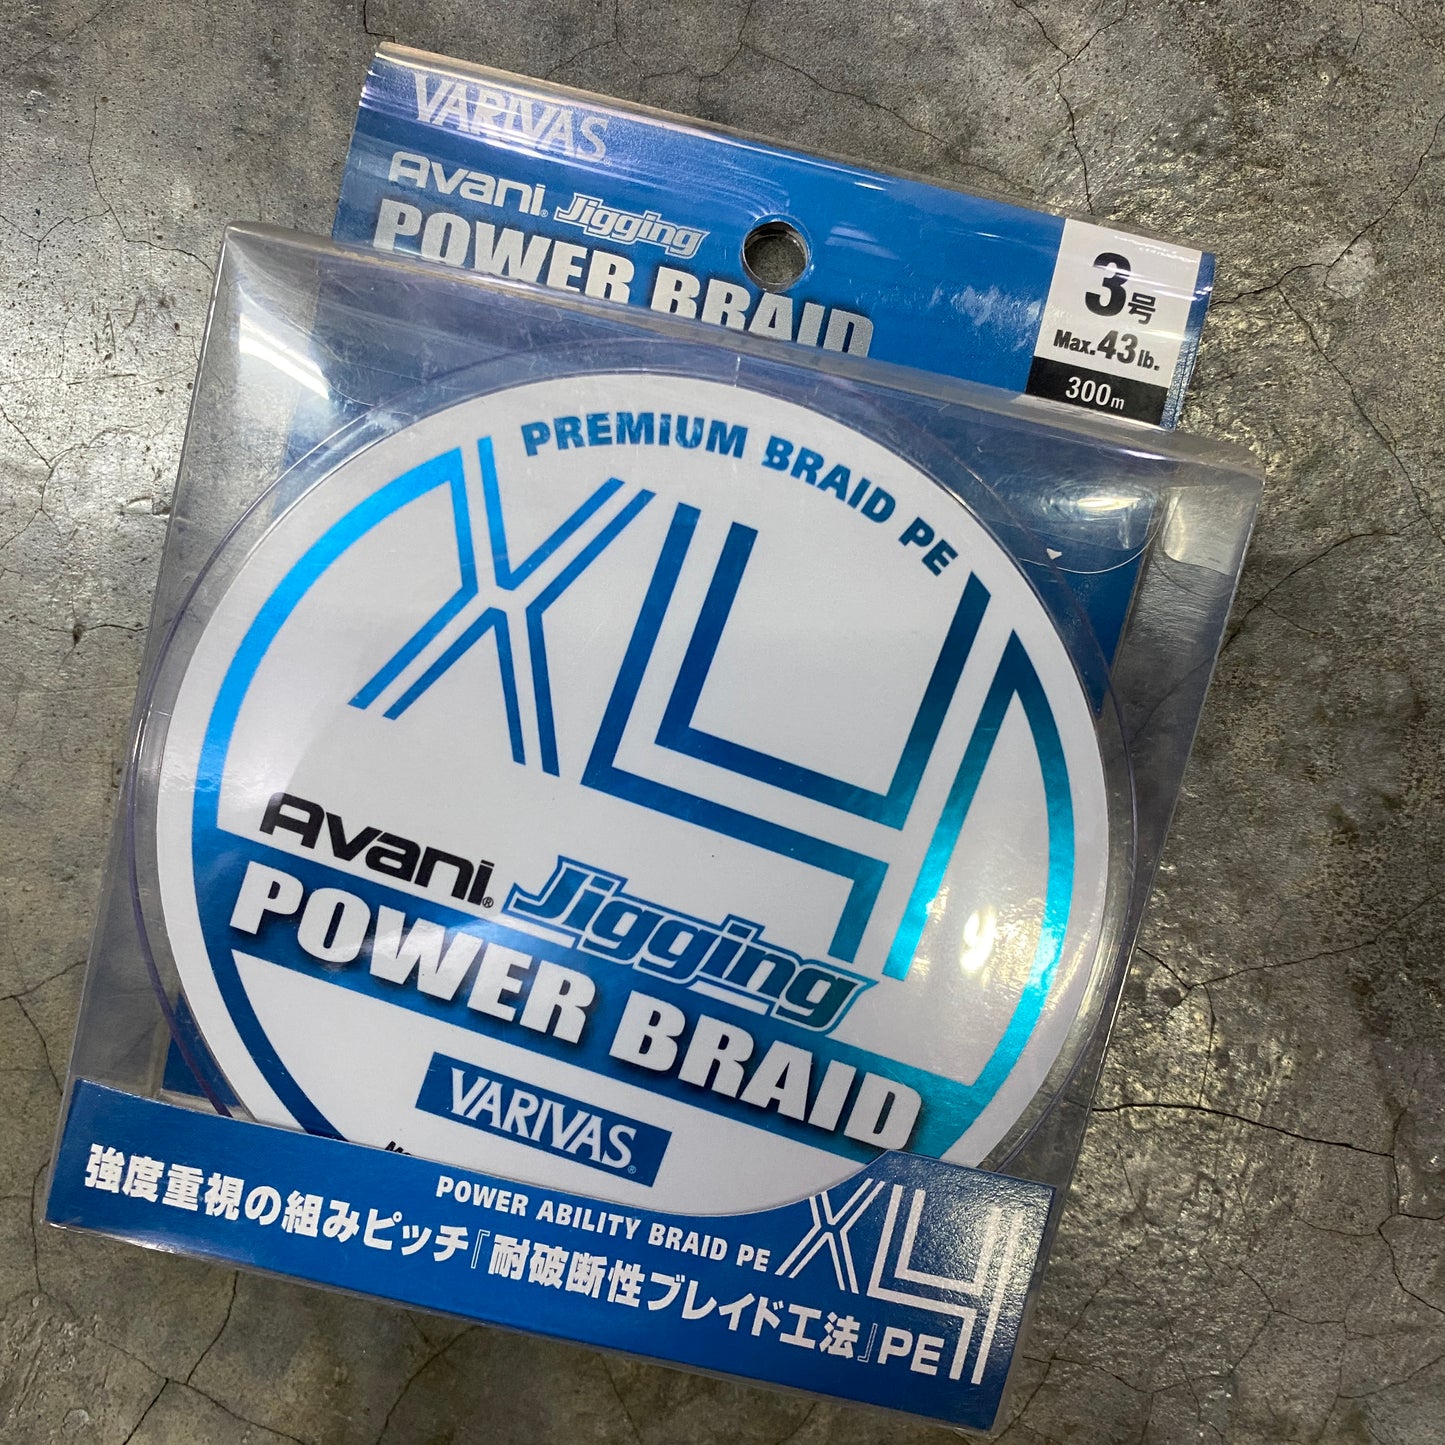 VARIVAS
Avani® Jigging
POWER BRAID
3号
Max.43lb.
300m
PREMIUM BRAID PE
X4
Avani® Jigging
POWER BRAID
VARIVAS®
POWER ABILITY BRAID PE X4
強度重視の組みピッチ『耐破断性ブレイド工法』PE